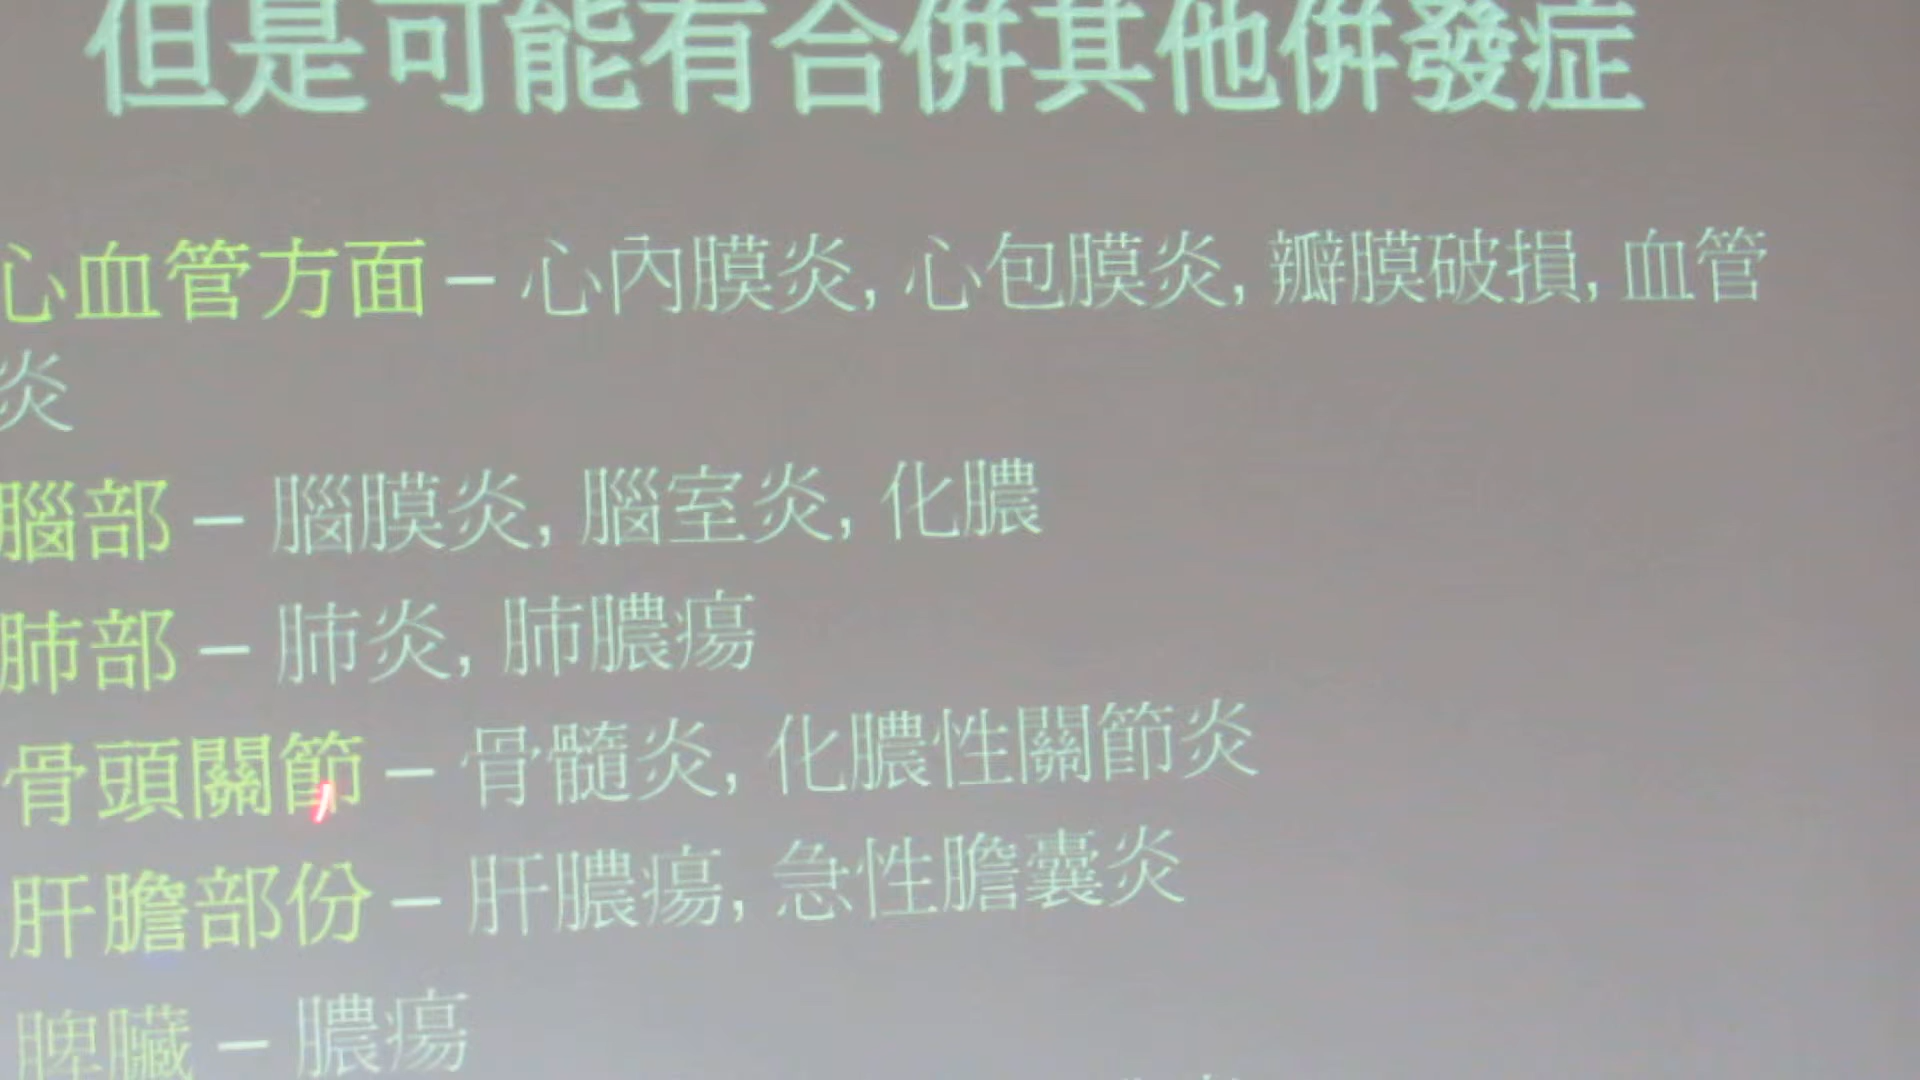 但是可能有合併其他併發症
心血管方面 – 心內膜炎, 心包膜炎, 瓣膜破損, 血管
炎
腦部 – 腦膜炎, 腦室炎, 化膿
肺部 – 肺炎, 肺膿瘍
骨頭關節 – 骨髓炎, 化膿性關節炎
肝膽部份 – 肝膿瘍, 急性膽囊炎
脾臟 – 膿瘍